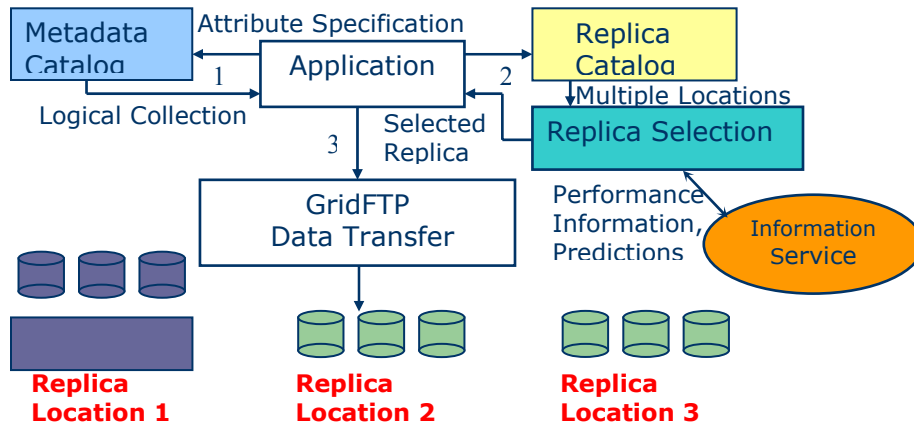 Metadata
Catalog
Attribute Specification
1
Logical Collection
Application
2
Replica
Catalog
Multiple Locations
Replica Selection
Selected
Replica
3
GridFTP
Data Transfer
Performance
Information,
Predictions
Information
Service
Replica
Location 1
Replica
Location 2
Replica
Location 3